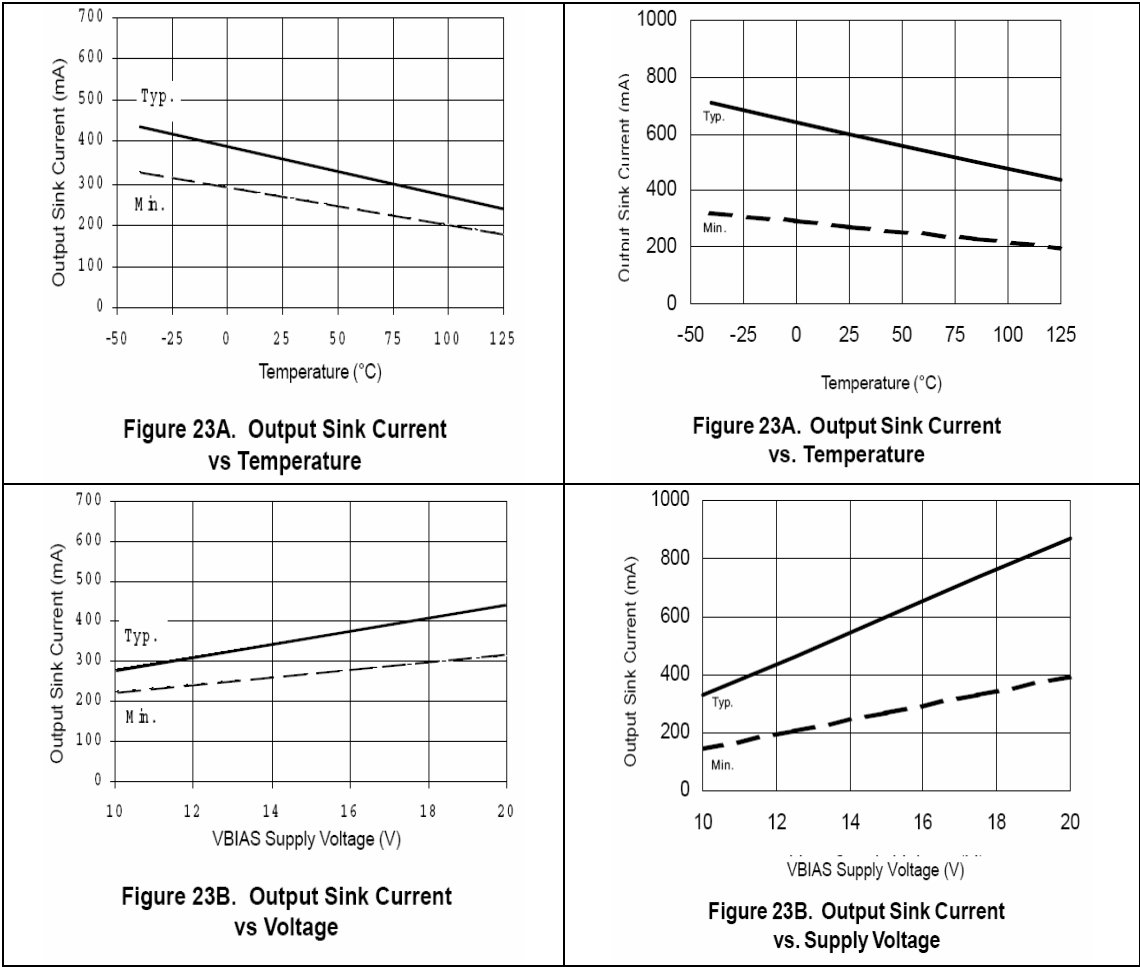 700
600
500
400
300
200
100
0
Output Sink Current (mA)
Typ.
Min.
-50 -25 0 25 50 75 100 125
Temperature (°C)
Figure 23A. Output Sink Current
vs Temperature
1000
800
600
400
200
0
Output Sink Current (mA)
Typ.
Min.
-50 -25 0 25 50 75 100 125
Temperature (°C)
Figure 23A. Output Sink Current
vs. Temperature
700
600
500
400
300
200
100
0
Output Sink Current (mA)
Typ.
Min.
10 12 14 16 18 20
VBIAS Supply Voltage (V)
Figure 23B. Output Sink Current
vs Voltage
1000
800
600
400
200
0
Output Sink Current (mA)
Typ.
Min.
10 12 14 16 18 20
VBIAS Supply Voltage (V)
Figure 23B. Output Sink Current
vs. Supply Voltage